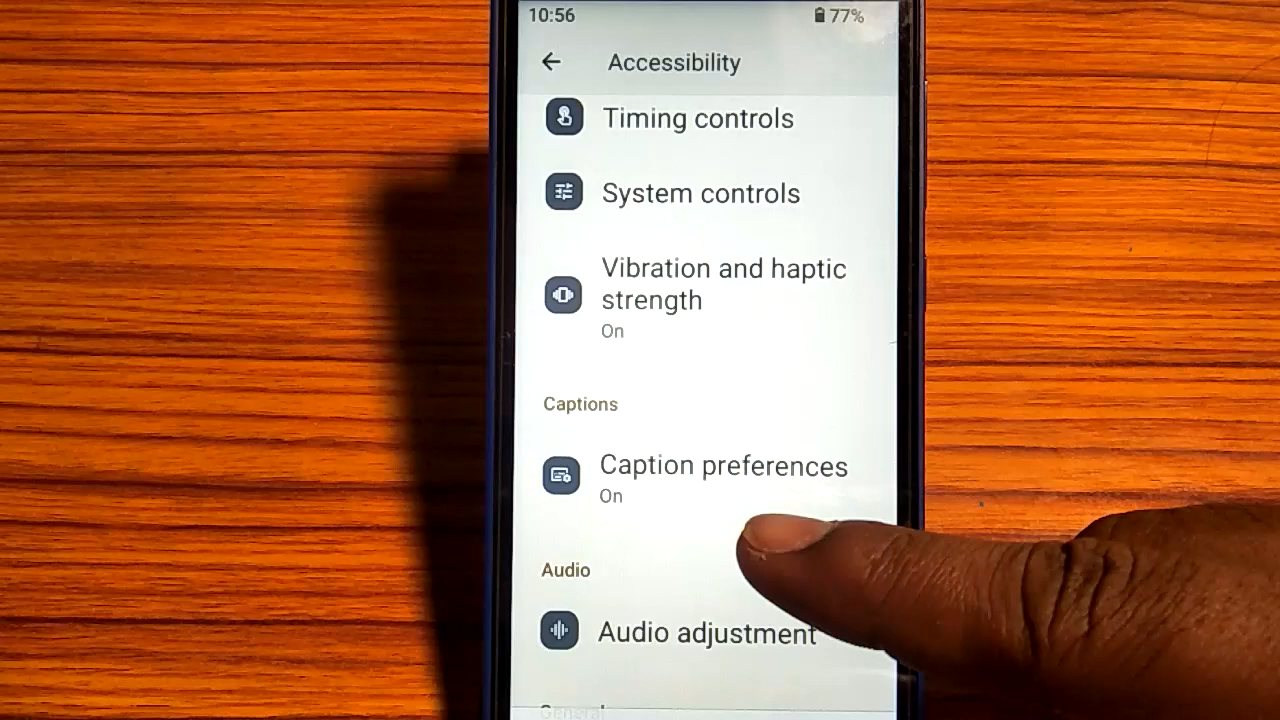 10:56 77%
Accessibility
Timing controls
System controls
Vibration and haptic
strength
On
Captions
Caption preferences
On
Audio
Audio adjustment
General